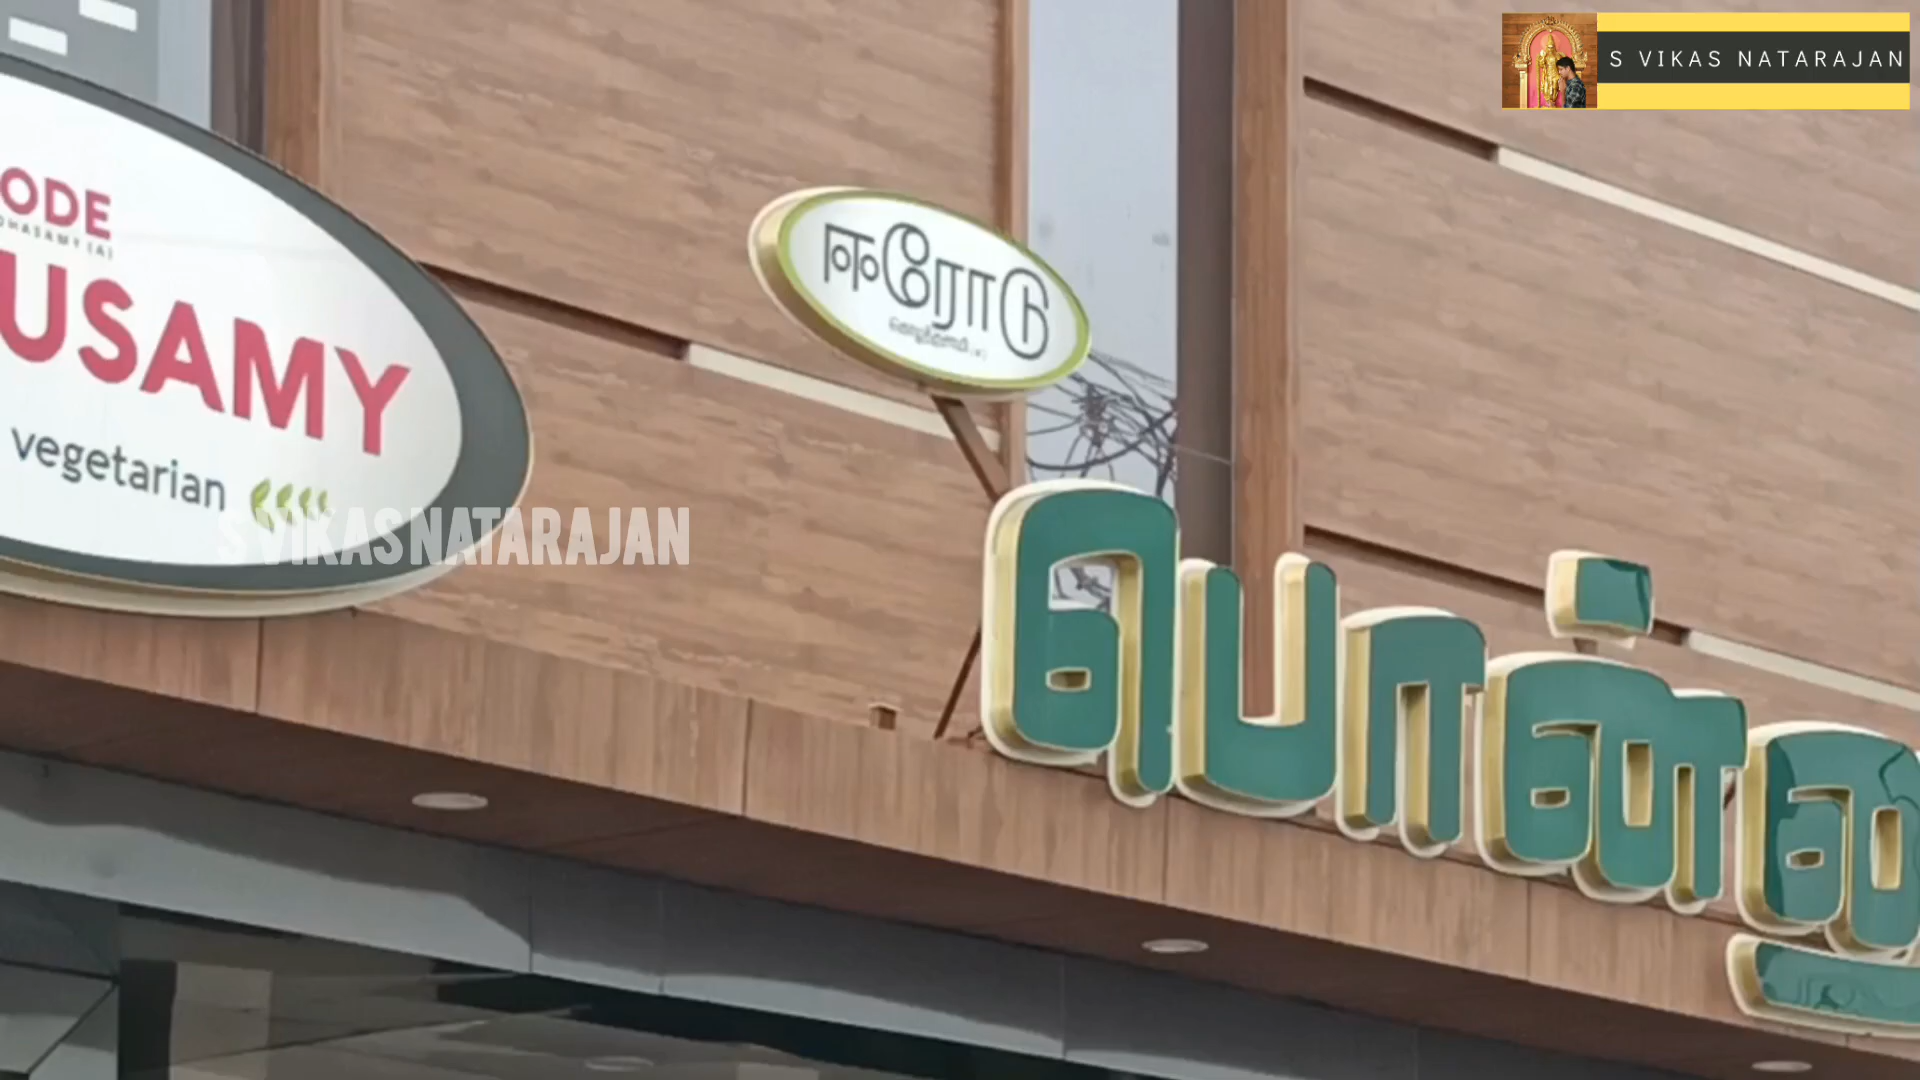 S VIKAS NATARAJAN
ODE
USAMY
vegetarian
ஈரோடு
S VIKAS NATARAJAN
பொன்னு